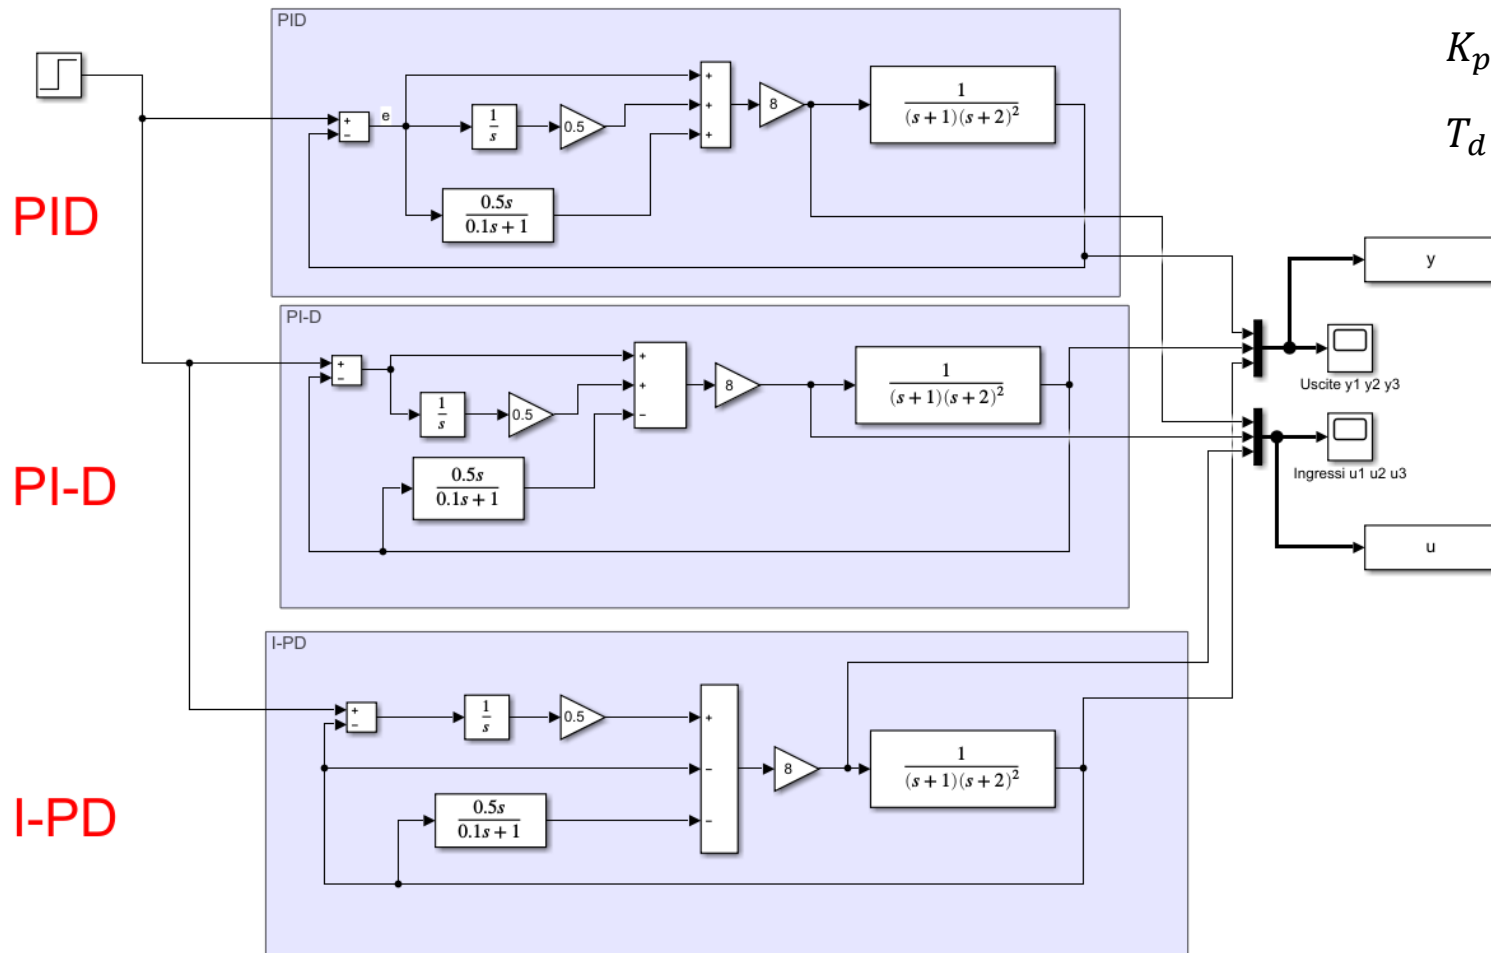 PID
K_p
e
+
−
1/s
0.5
0.5s/(0.1s + 1)
+
+
+
8
1/((s + 1)(s + 2)^2)
T_d
PID
y
PI-D
+
−
1/s
0.5
0.5s/(0.1s + 1)
+
+
−
8
1/((s + 1)(s + 2)^2)
Uscite y1 y2 y3
Ingressi u1 u2 u3
PI-D
u
I-PD
+
−
1/s
0.5
0.5s/(0.1s + 1)
+
−
−
8
1/((s + 1)(s + 2)^2)
I-PD